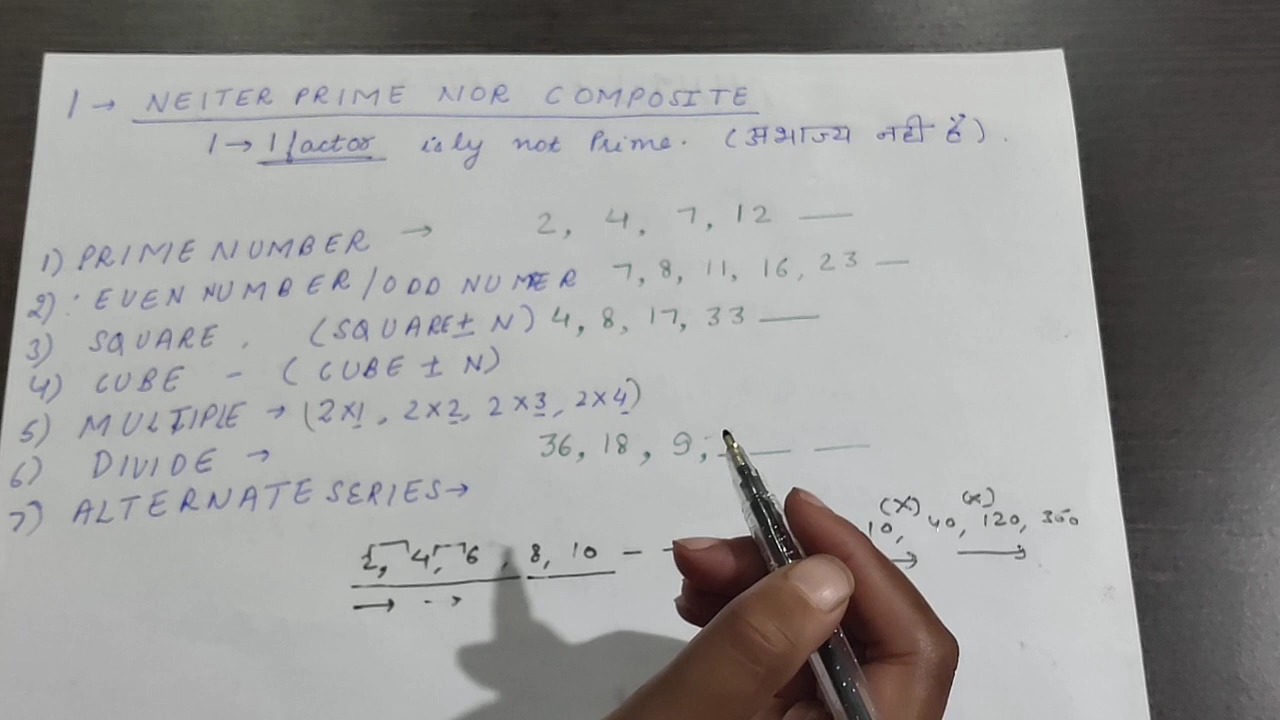 1 → NEITER PRIME NOR COMPOSITE
1 → 1 factor is not Prime. (अभाज्य नहीं है).
1) PRIME NUMBER → 2, 4, 7, 12 —
2) EVEN NUMBER / ODD NUMER 7, 8, 11, 16, 23 —
3) SQUARE. (SQUARE ± N) 4, 8, 17, 33 —
4) CUBE - (CUBE ± N)
5) MULTIPLE → (2×1, 2×2, 2×3, 2×4)
6) DIVIDE → 36, 18, 9, — —
7) ALTERNATE SERIES →
(×) (×)
10, 40, 120, 360
2, 4, 6, 8, 10 — -